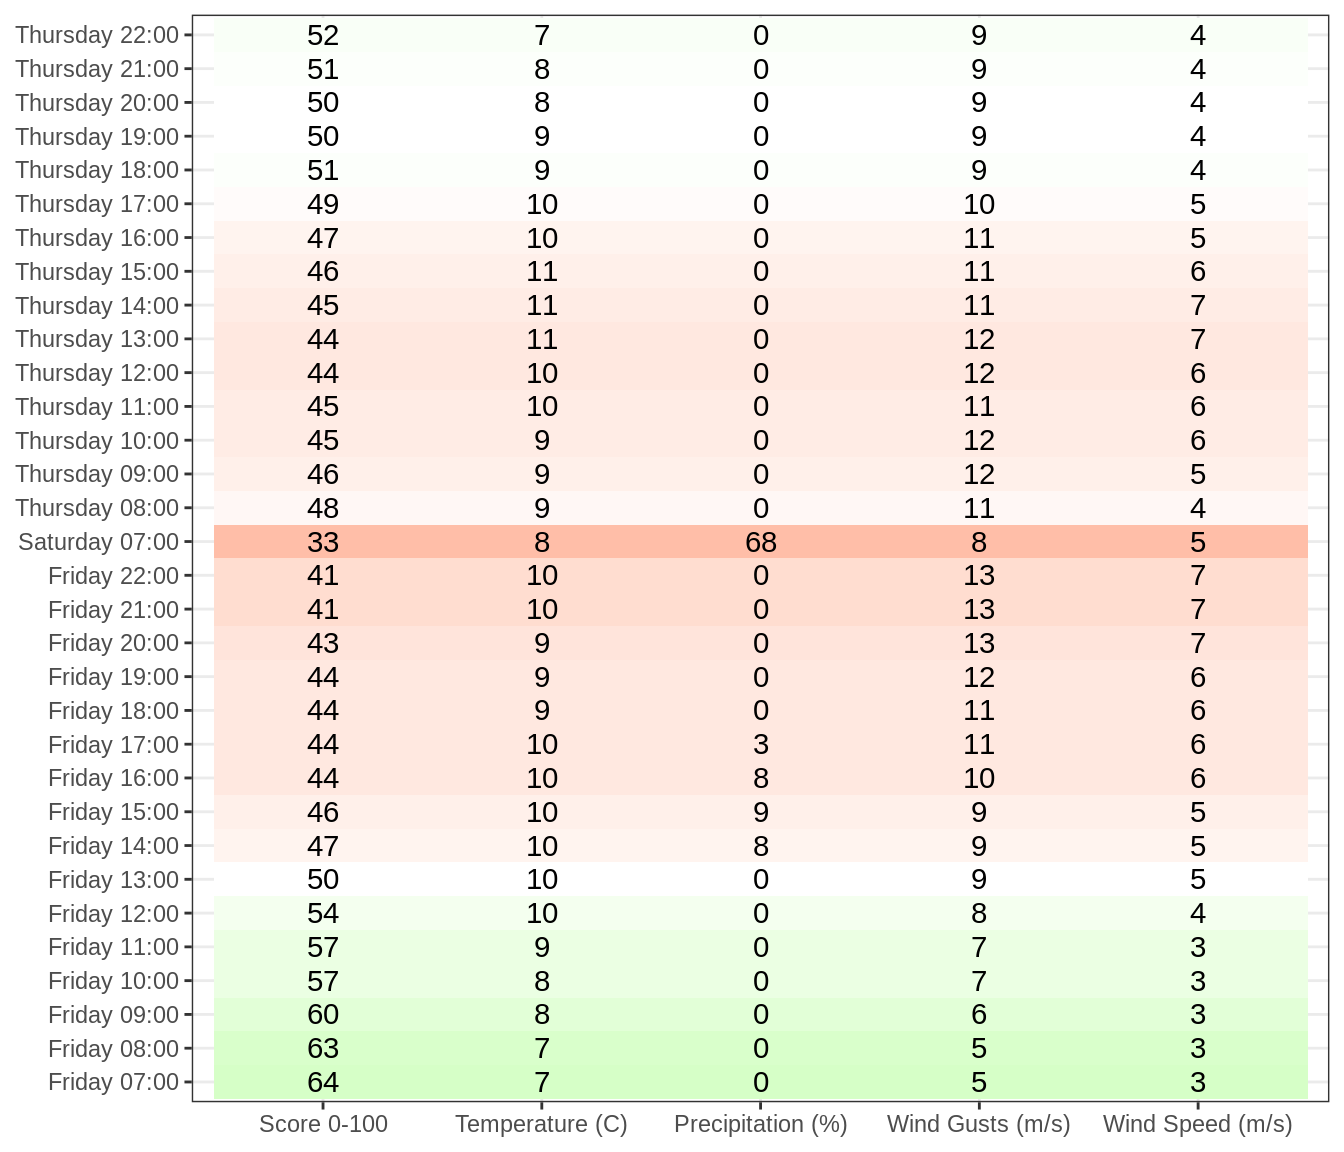 Thursday 22:00 52 7 0 9 4
Thursday 21:00 51 8 0 9 4
Thursday 20:00 50 8 0 9 4
Thursday 19:00 50 9 0 9 4
Thursday 18:00 51 9 0 9 4
Thursday 17:00 49 10 0 10 5
Thursday 16:00 47 10 0 11 5
Thursday 15:00 46 11 0 11 6
Thursday 14:00 45 11 0 11 7
Thursday 13:00 44 11 0 12 7
Thursday 12:00 44 10 0 12 6
Thursday 11:00 45 10 0 11 6
Thursday 10:00 45 9 0 12 6
Thursday 09:00 46 9 0 12 5
Thursday 08:00 48 9 0 11 4
Saturday 07:00 33 8 68 8 5
Friday 22:00 41 10 0 13 7
Friday 21:00 41 10 0 13 7
Friday 20:00 43 9 0 13 7
Friday 19:00 44 9 0 12 6
Friday 18:00 44 9 0 11 6
Friday 17:00 44 10 3 11 6
Friday 16:00 44 10 8 10 6
Friday 15:00 46 10 9 9 5
Friday 14:00 47 10 8 9 5
Friday 13:00 50 10 0 9 5
Friday 12:00 54 10 0 8 4
Friday 11:00 57 9 0 7 3
Friday 10:00 57 8 0 7 3
Friday 09:00 60 8 0 6 3
Friday 08:00 63 7 0 5 3
Friday 07:00 64 7 0 5 3
Score 0-100 Temperature (C) Precipitation (%) Wind Gusts (m/s) Wind Speed (m/s)